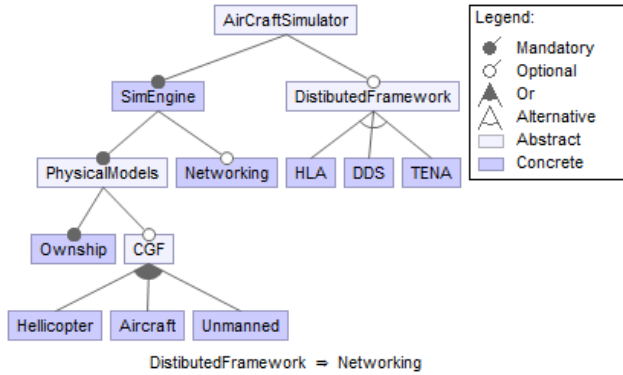 AirCraftSimulator
Legend:
Mandatory
Optional
Or
Alternative
Abstract
Concrete
SimEngine
DistibutedFramework
PhysicalModels
Networking
HLA
DDS
TENA
Ownship
CGF
Hellicopter
Aircraft
Unmanned
DistibutedFramework ⇒ Networking